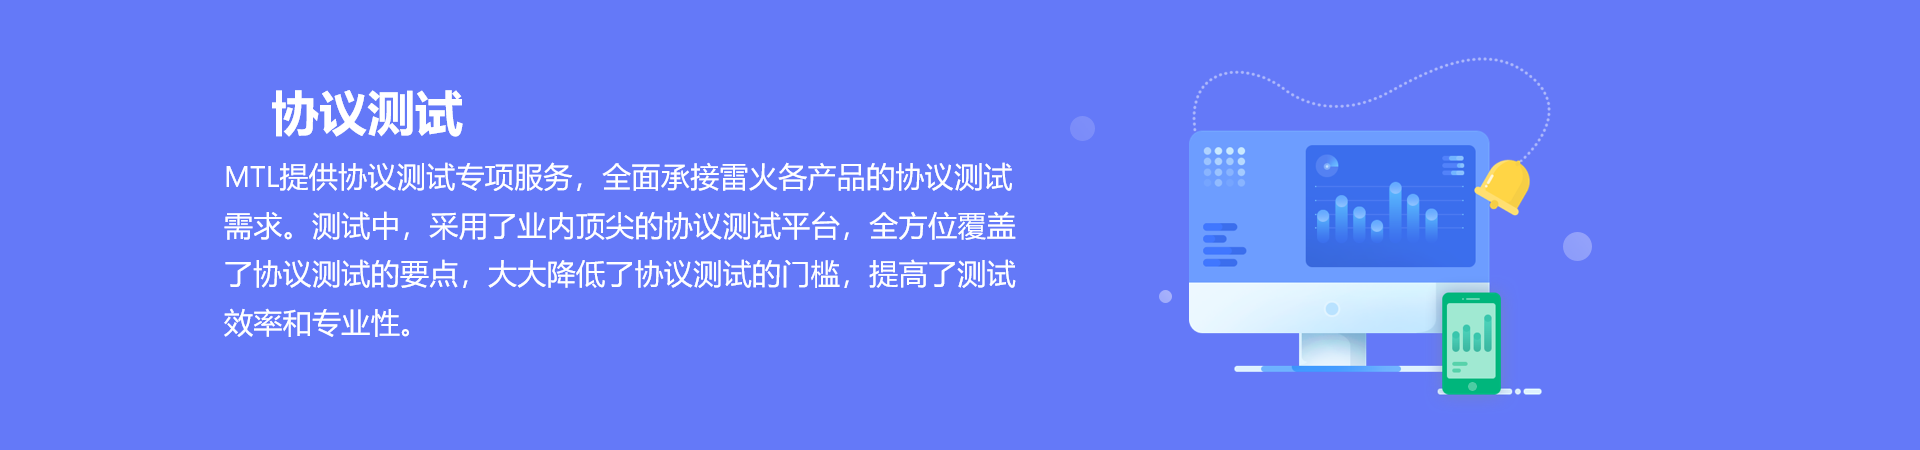 协议测试
MTL提供协议测试专项服务，全面承接雷火各产品的协议测试
需求。测试中，采用了业内顶尖的协议测试平台，全方位覆盖
了协议测试的要点，大大降低了协议测试的门槛，提高了测试
效率和专业性。